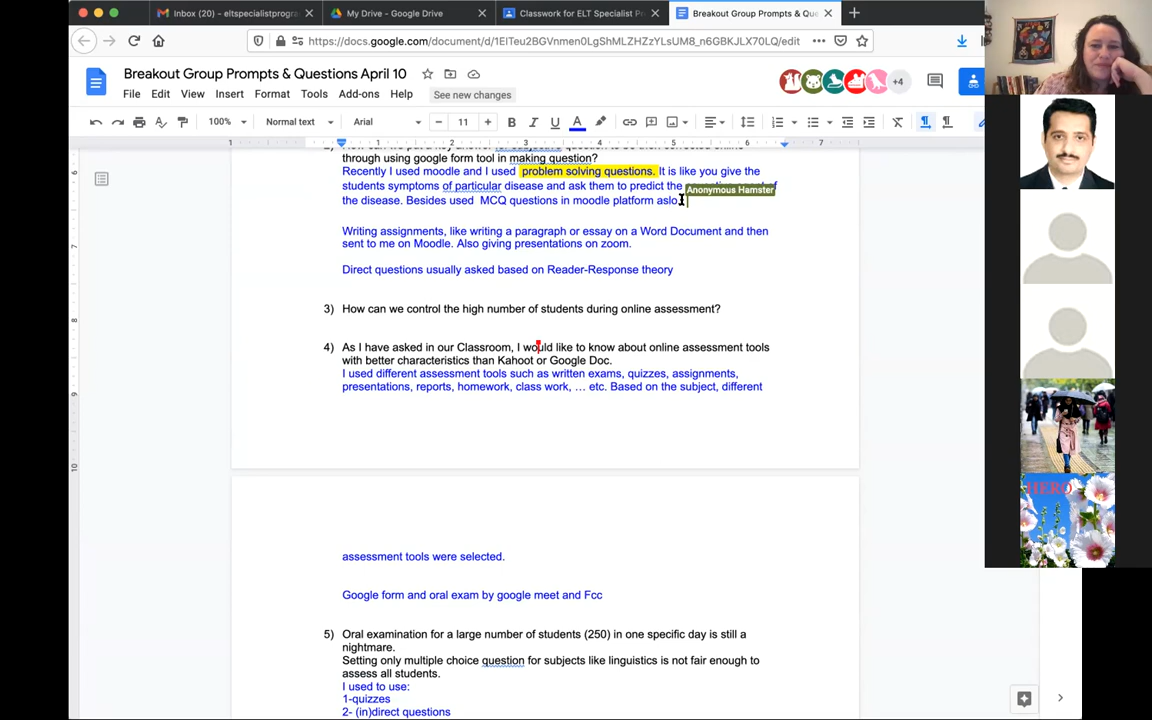 Inbox (20) - eltspecialistprogra
My Drive - Google Drive
Classwork for ELT Specialist P
Breakout Group Prompts & Que
https://docs.google.com/document/d/1ElTeu2BGVnmen0LgShMLZHZzYLsUM8_n6GBKJLX70LQ/edit
Breakout Group Prompts & Questions April 10
+4
File Edit View Insert Format Tools Add-ons Help See new changes
100% Normal text Arial 11 B I U A
1 1 2 3 4 5 6 7
through using google form tool in making question?
Recently I used moodle and I used problem solving questions. It is like you give the
students symptoms of particular disease and ask them to predict the
Anonymous Hamster
the disease. Besides used MCQ questions in moodle platform aslo.
Writing assignments, like writing a paragraph or essay on a Word Document and then
sent to me on Moodle. Also giving presentations on zoom.
Direct questions usually asked based on Reader-Response theory
3) How can we control the high number of students during online assessment?
4) As I have asked in our Classroom, I would like to know about online assessment tools
with better characteristics than Kahoot or Google Doc.
I used different assessment tools such as written exams, quizzes, assignments,
presentations, reports, homework, class work, … etc. Based on the subject, different
assessment tools were selected.
Google form and oral exam by google meet and Fcc
5) Oral examination for a large number of students (250) in one specific day is still a
nightmare.
Setting only multiple choice question for subjects like linguistics is not fair enough to
assess all students.
I used to use:
1-quizzes
2- (in)direct questions
HERO